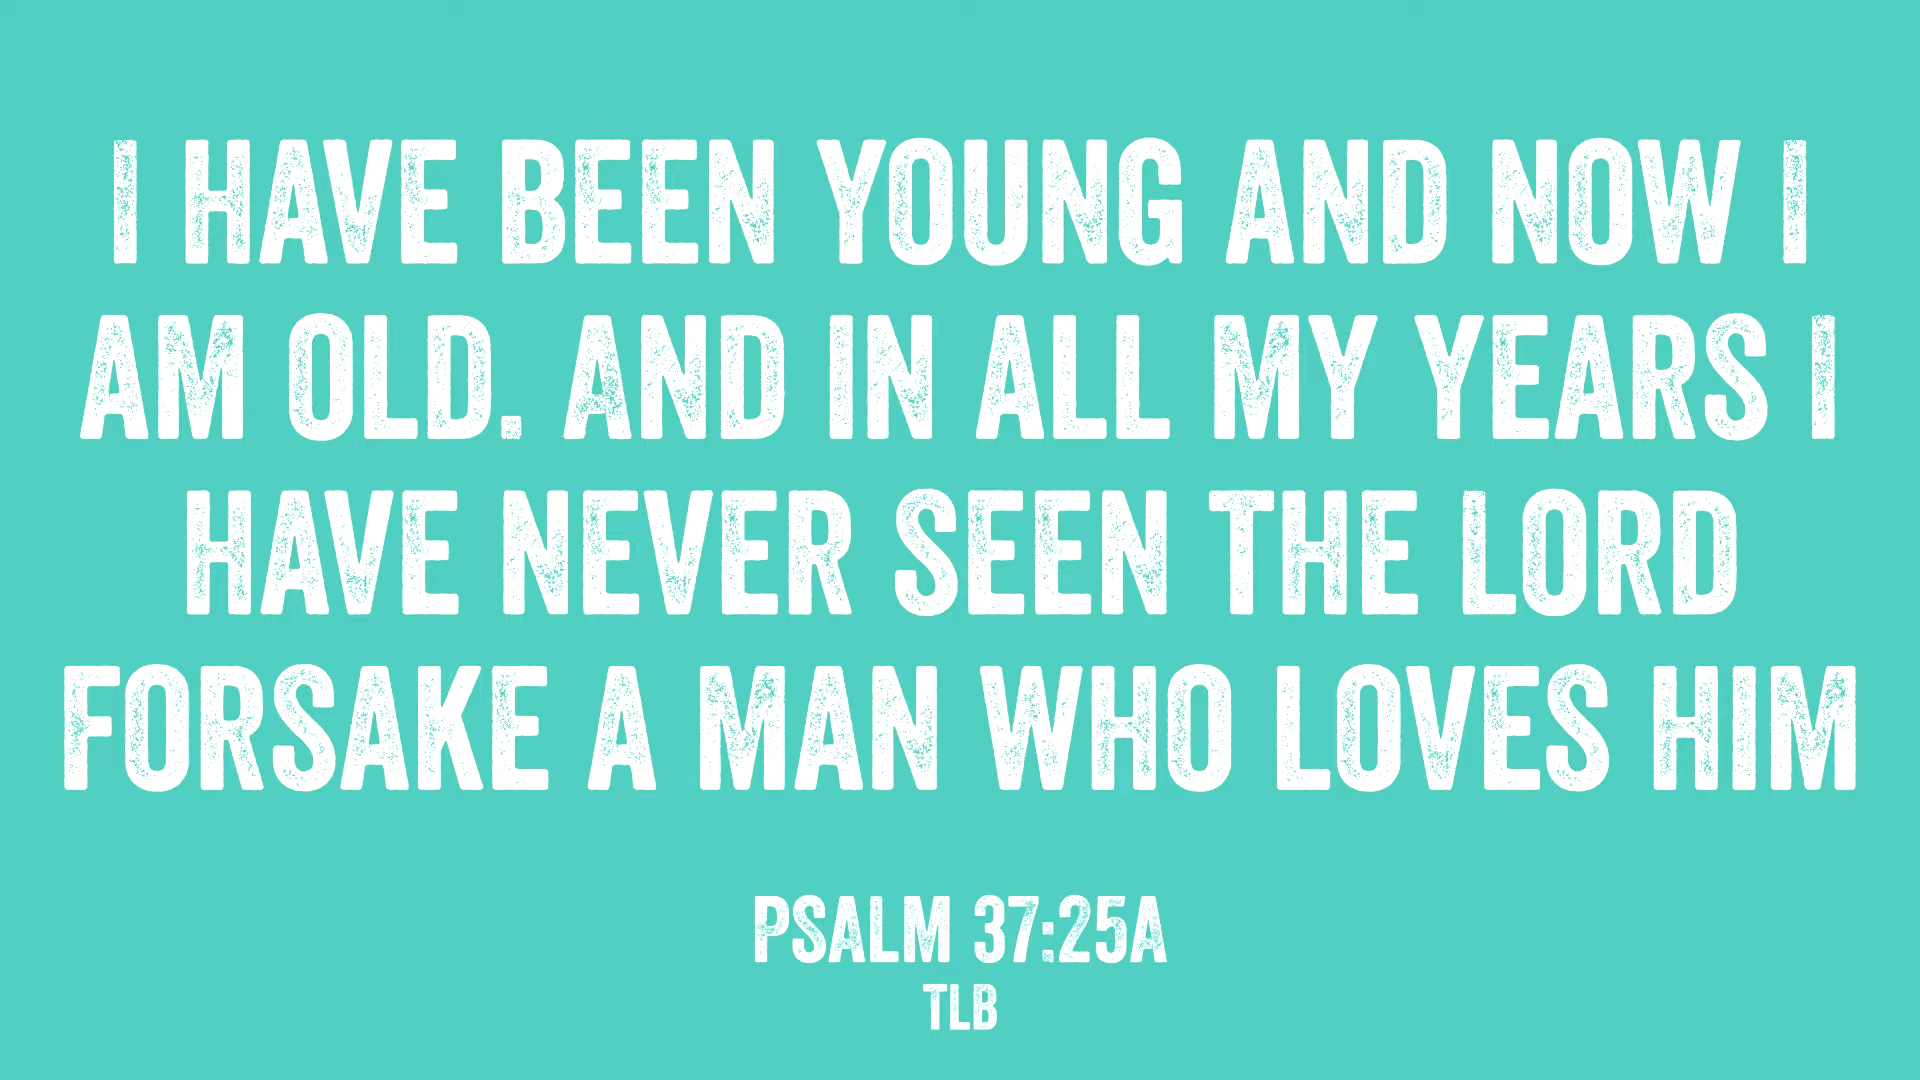 I HAVE BEEN YOUNG AND NOW I
AM OLD. AND IN ALL MY YEARS I
HAVE NEVER SEEN THE LORD
FORSAKE A MAN WHO LOVES HIM
PSALM 37:25A
TLB